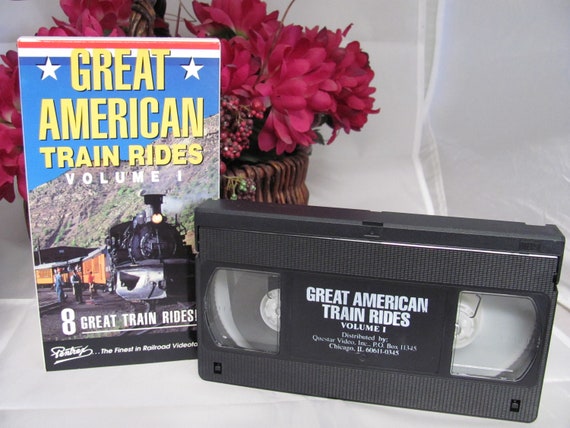 GREAT
AMERICAN
TRAIN RIDES
VOLUME I
8 GREAT TRAIN RIDES!
Pentrex ...The Finest in Railroad
GREAT AMERICAN
TRAIN RIDES
VOLUME I
Distributed by:
Questar Video, Inc., P.O. Box 11345
Chicago, IL 60611-0345